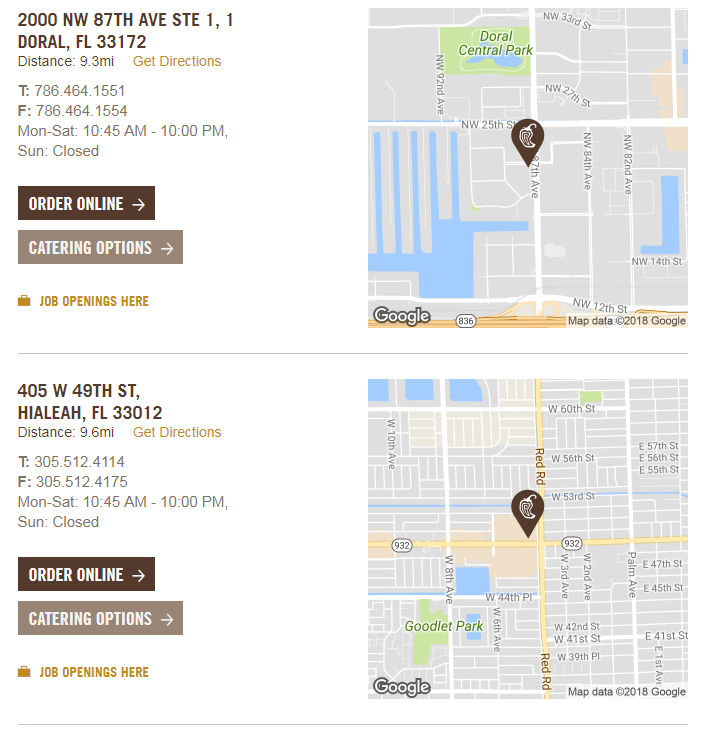 2000 NW 87TH AVE STE 1, 1
DORAL, FL 33172
Distance: 9.3mi Get Directions
T: 786.464.1551
F: 786.464.1554
Mon-Sat: 10:45 AM - 10:00 PM,
Sun: Closed
ORDER ONLINE →
CATERING OPTIONS →
JOB OPENINGS HERE
NW 33rd St
Doral
Central Park
NW 92nd Ave
NW 27th St
NW 25th St
87th Ave
NW 84th Ave
NW 82nd Ave
NW 14th St
NW 12th St
836
Google
Map data ©2018 Google
405 W 49TH ST,
HIALEAH, FL 33012
Distance: 9.6mi Get Directions
T: 305.512.4114
F: 305.512.4175
Mon-Sat: 10:45 AM - 10:00 PM,
Sun: Closed
ORDER ONLINE →
CATERING OPTIONS →
JOB OPENINGS HERE
W 60th St
W 10th Ave
Red Rd
E 57th St
W 56th St
E 56th St
E 55th St
W 53rd St
932
932
W 8th Ave
W 3rd Ave
W 2nd Ave
Palm Ave
E 47th St
E 45th St
W 44th Pl
W 6th Ave
Goodlet Park
W 42nd St
W 41st St
E 41st St
W 39th Pl
Red Rd
E 1st Ave
Google
Map data ©2018 Google